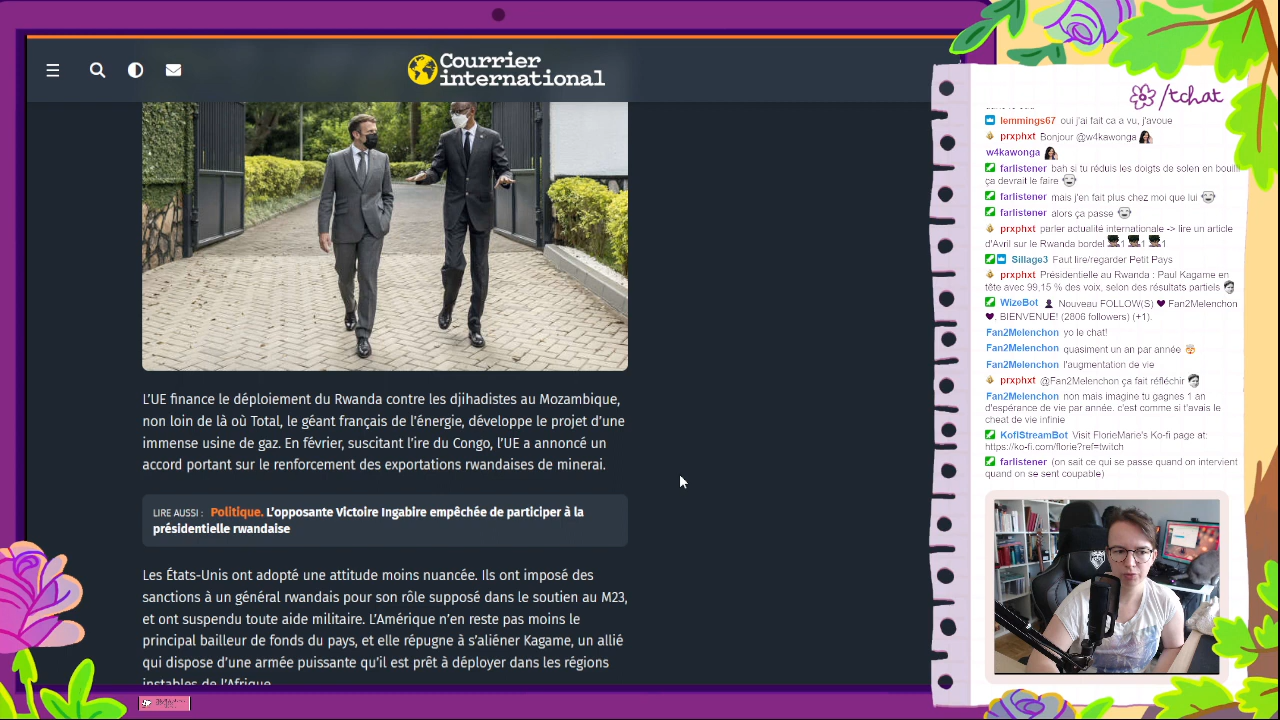 Courrier
international
L'UE finance le déploiement du Rwanda contre les djihadistes au Mozambique,
non loin de là où Total, le géant français de l'énergie, développe le projet d'une
immense usine de gaz. En février, suscitant l'ire du Congo, l'UE a annoncé un
accord portant sur le renforcement des exportations rwandaises de minerai.
LIRE AUSSI : Politique. L'opposante Victoire Ingabire empêchée de participer à la
présidentielle rwandaise
Les États-Unis ont adopté une attitude moins nuancée. Ils ont imposé des
sanctions à un général rwandais pour son rôle supposé dans le soutien au M23,
et ont suspendu toute aide militaire. L'Amérique n'en reste pas moins le
principal bailleur de fonds du pays, et elle répugne à s'aliéner Kagame, un allié
qui dispose d'une armée puissante qu'il est prêt à déployer dans les régions
instables de l'Afrique.
/tchat
lemmings67 oui j'ai fait ca a vu, j'avoue
prxphxt Bonjour @w4kawonga
w4kawonga
farlistener bah si tu réduis les doigts de solen en bouilli
ça devrait le faire
farlistener mais j'en fait plus chez moi que lui
farlistener alors ça passe
prxphxt parler actualité internationale -> lire un article
d'Avril sur le Rwanda bordel 1 1 1
Sillage3 Faut lire/regarder Petit Pays
prxphxt Présidentielle au Rwanda : Paul Kagame en
tête avec 99,15 % des voix, selon des résultats partiels
WizeBot Nouveau FOLLOW(S) ♥ Fan2Melenchon
♥. BIENVENUE! (2806 followers) (+1).
Fan2Melenchon yo le chat!
Fan2Melenchon quasiment un an par année
Fan2Melenchon l'augmentation de vie
prxphxt @Fan2Melenchon ça fait réfléchir
Fan2Melenchon non mais imagine tu gagnes 1 an
d'espérance de vie par année. c'est comme si t'avais le
cheat de vie infinie
KofiStreamBot Visit FlorieMarie's Ko-fi page at:
https://ko-fi.com/florie?ref=twitch
farlistener (on sait ce qui se passe quand on intervient
quand on se sent coupable)